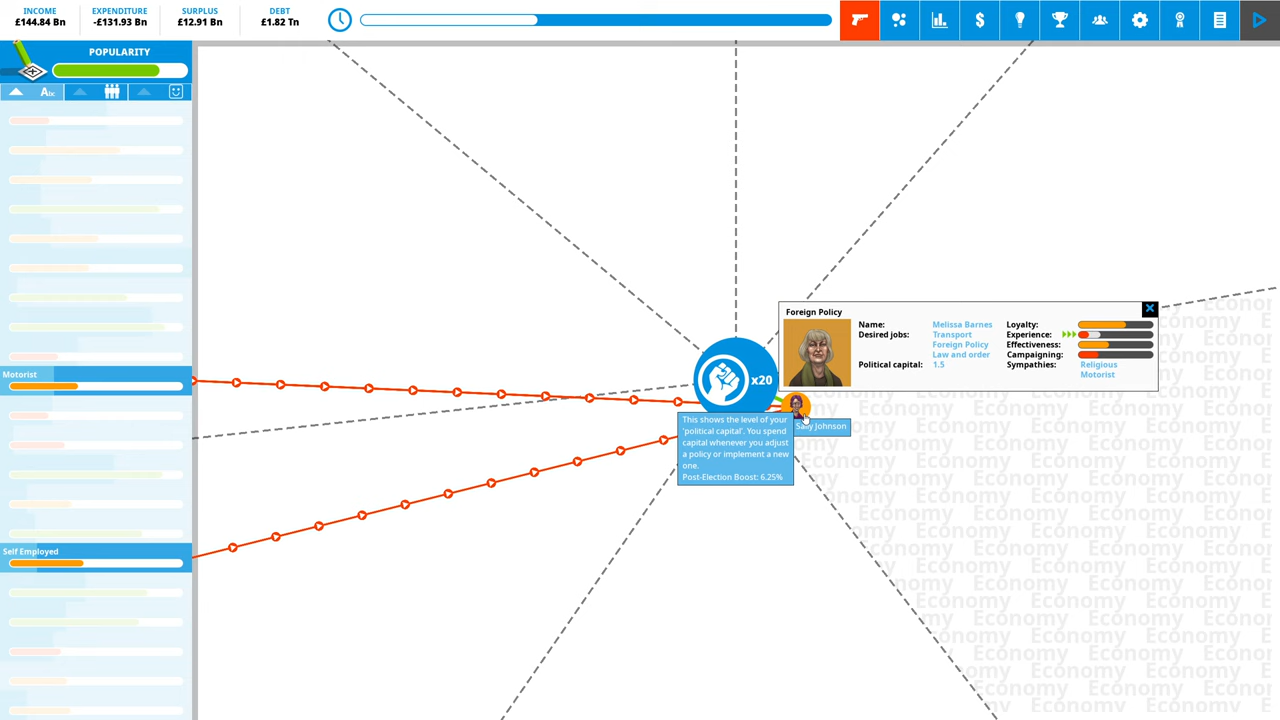 INCOME
£144.84 Bn
EXPENDITURE
-£131.93 Bn
SURPLUS
£12.91 Bn
DEBT
£1.82 Tn
POPULARITY
Abc
Motorist
Self Employed
x20
This shows the level of your
'political capital'. You spend
capital whenever you adjust
a policy or implement a new
one.
Post-Election Boost: 6.25%
Sally Johnson
Foreign Policy
Name: Melissa Barnes
Desired jobs: Transport
Foreign Policy
Law and order
Political capital: 1.5
Loyalty:
Experience:
Effectiveness:
Campaigning:
Sympathies: Religious
Motorist
Economy Economy Economy Economy